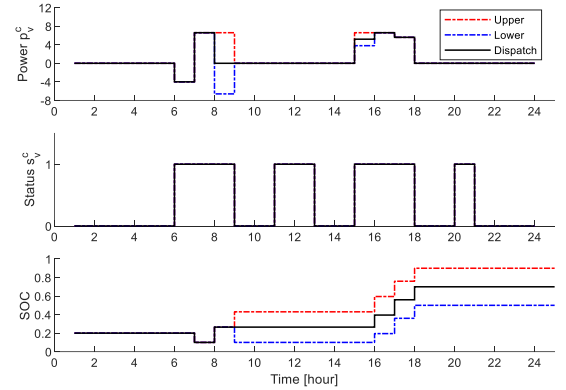 12
8
4
0
-4
-8
Power p_v^c
Upper
Lower
Dispatch
0 2 4 6 8 10 12 14 16 18 20 22 24
1
0
Status s_v^c
0 2 4 6 8 10 12 14 16 18 20 22 24
1
0.8
0.6
0.4
0.2
0
SOC
0 2 4 6 8 10 12 14 16 18 20 22 24
Time [hour]